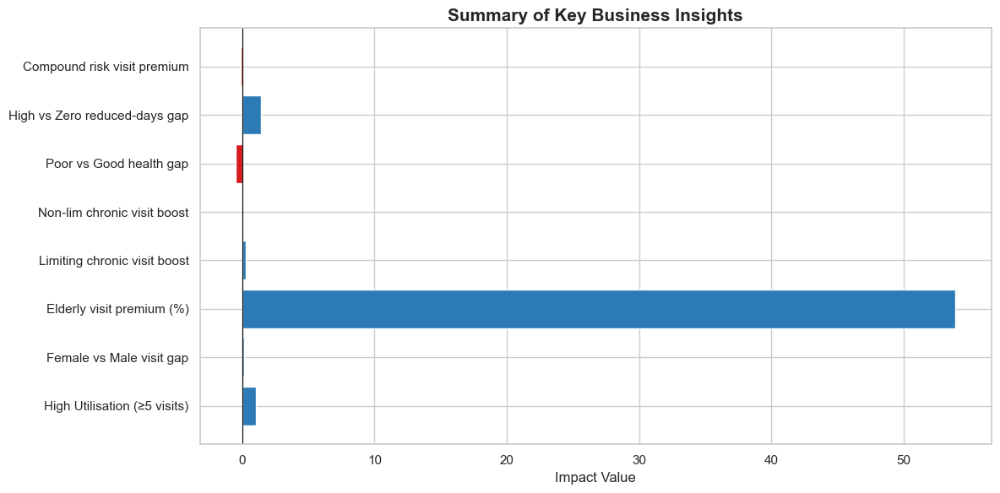 Summary of Key Business Insights
Compound risk visit premium
High vs Zero reduced-days gap
Poor vs Good health gap
Non-lim chronic visit boost
Limiting chronic visit boost
Elderly visit premium (%)
Female vs Male visit gap
High Utilisation (≥5 visits)
0 10 20 30 40 50
Impact Value